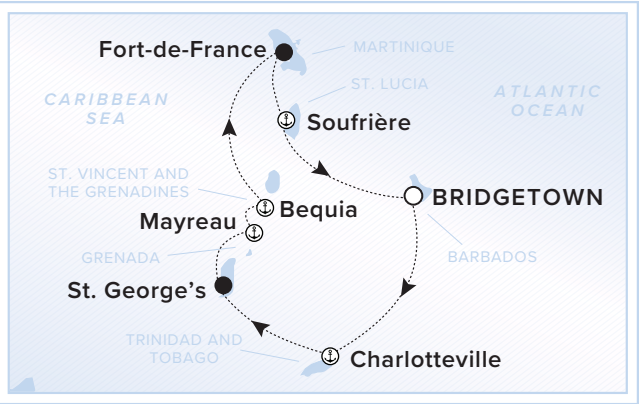 Fort-de-France
MARTINIQUE
ST. LUCIA
CARIBBEAN
SEA
ATLANTIC
OCEAN
Soufrière
ST. VINCENT AND
THE GRENADINES
BRIDGETOWN
Bequia
Mayreau
GRENADA
BARBADOS
St. George's
TRINIDAD AND
TOBAGO
Charlotteville